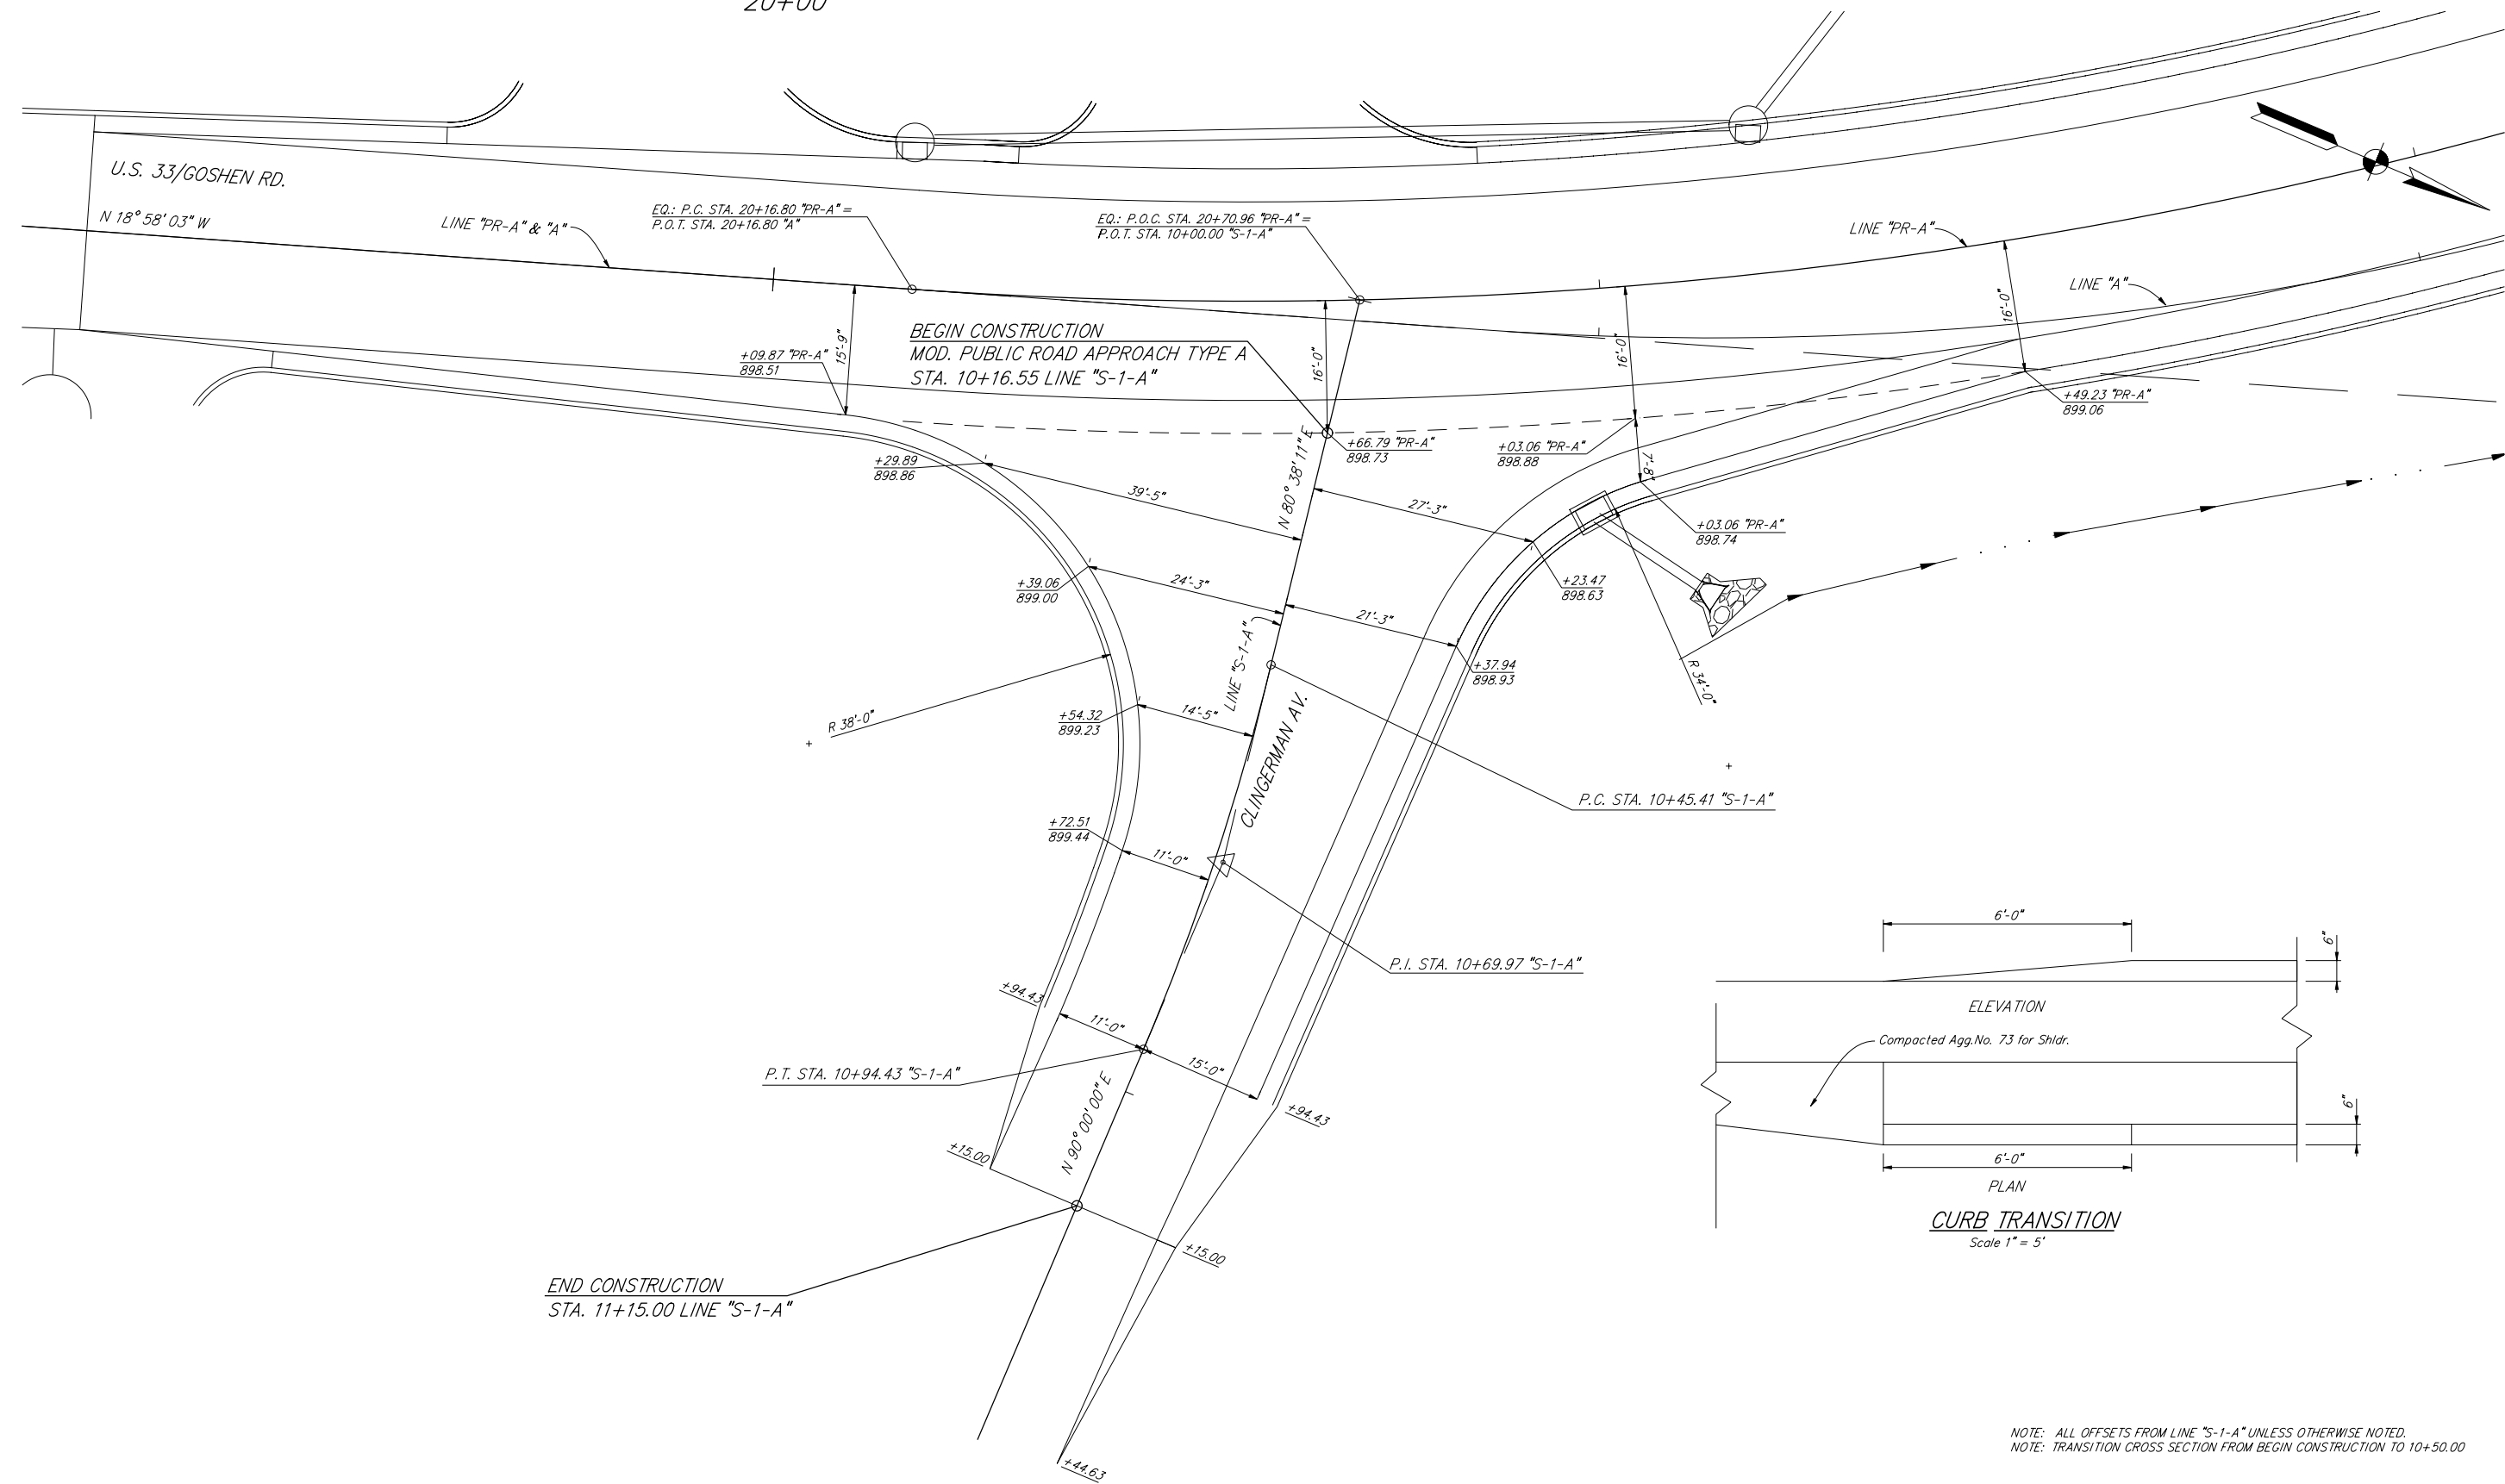 20+00
U.S. 33/GOSHEN RD.
N 18° 58' 03" W
LINE "PR-A" & "A"
EQ.: P.C. STA. 20+16.80 "PR-A" =
P.O.T. STA. 20+16.80 "A"
EQ.: P.O.C. STA. 20+70.96 "PR-A" =
P.O.T. STA. 10+00.00 "S-1-A"
LINE "PR-A"
LINE "A"
BEGIN CONSTRUCTION
MOD. PUBLIC ROAD APPROACH TYPE A
STA. 10+16.55 LINE "S-1-A"
+09.87 "PR-A"
898.51
15'-9"
16'-0"
16'-0"
16'-0"
+49.23 "PR-A"
899.06
+66.79 "PR-A"
898.73
+03.06 "PR-A"
898.88
7'-8"
+29.89
898.86
39'-5"
N 80° 38' 11" E
27'-3"
+03.06 "PR-A"
898.74
+39.06
899.00
24'-3"
+23.47
898.63
21'-3"
LINE "S-1-A"
+37.94
898.93
R 34'-0"
R 38'-0"
+54.32
899.23
14'-5"
CLINGERMAN AV.
P.C. STA. 10+45.41 "S-1-A"
+72.51
899.44
11'-0"
P.I. STA. 10+69.97 "S-1-A"
+94.43
11'-0"
15'-0"
P.T. STA. 10+94.43 "S-1-A"
+94.43
N 90° 00' 00" E
+15.00
+15.00
END CONSTRUCTION
STA. 11+15.00 LINE "S-1-A"
+44.63
6'-0"
6"
ELEVATION
Compacted Agg.No. 73 for Shldr.
6"
6'-0"
PLAN
CURB TRANSITION
Scale 1" = 5'
NOTE: ALL OFFSETS FROM LINE "S-1-A" UNLESS OTHERWISE NOTED.
NOTE: TRANSITION CROSS SECTION FROM BEGIN CONSTRUCTION TO 10+50.00